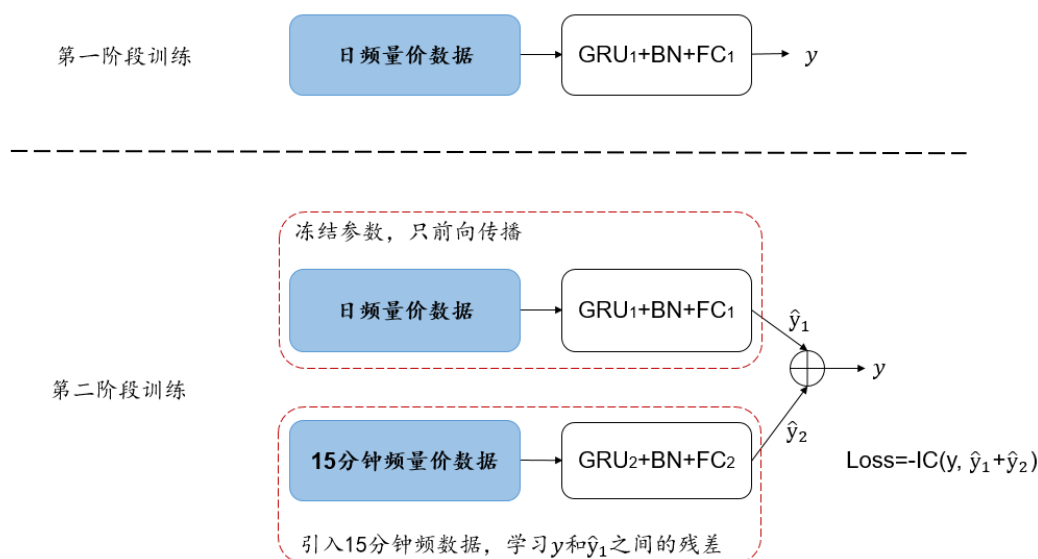 第一阶段训练
日频量价数据
GRU₁+BN+FC₁
y
冻结参数，只前向传播
日频量价数据
GRU₁+BN+FC₁
ŷ₁
第二阶段训练
y
15分钟频量价数据
GRU₂+BN+FC₂
ŷ₂
Loss=-IC(y, ŷ₁+ŷ₂)
引入15分钟频数据，学习y和ŷ₁之间的残差